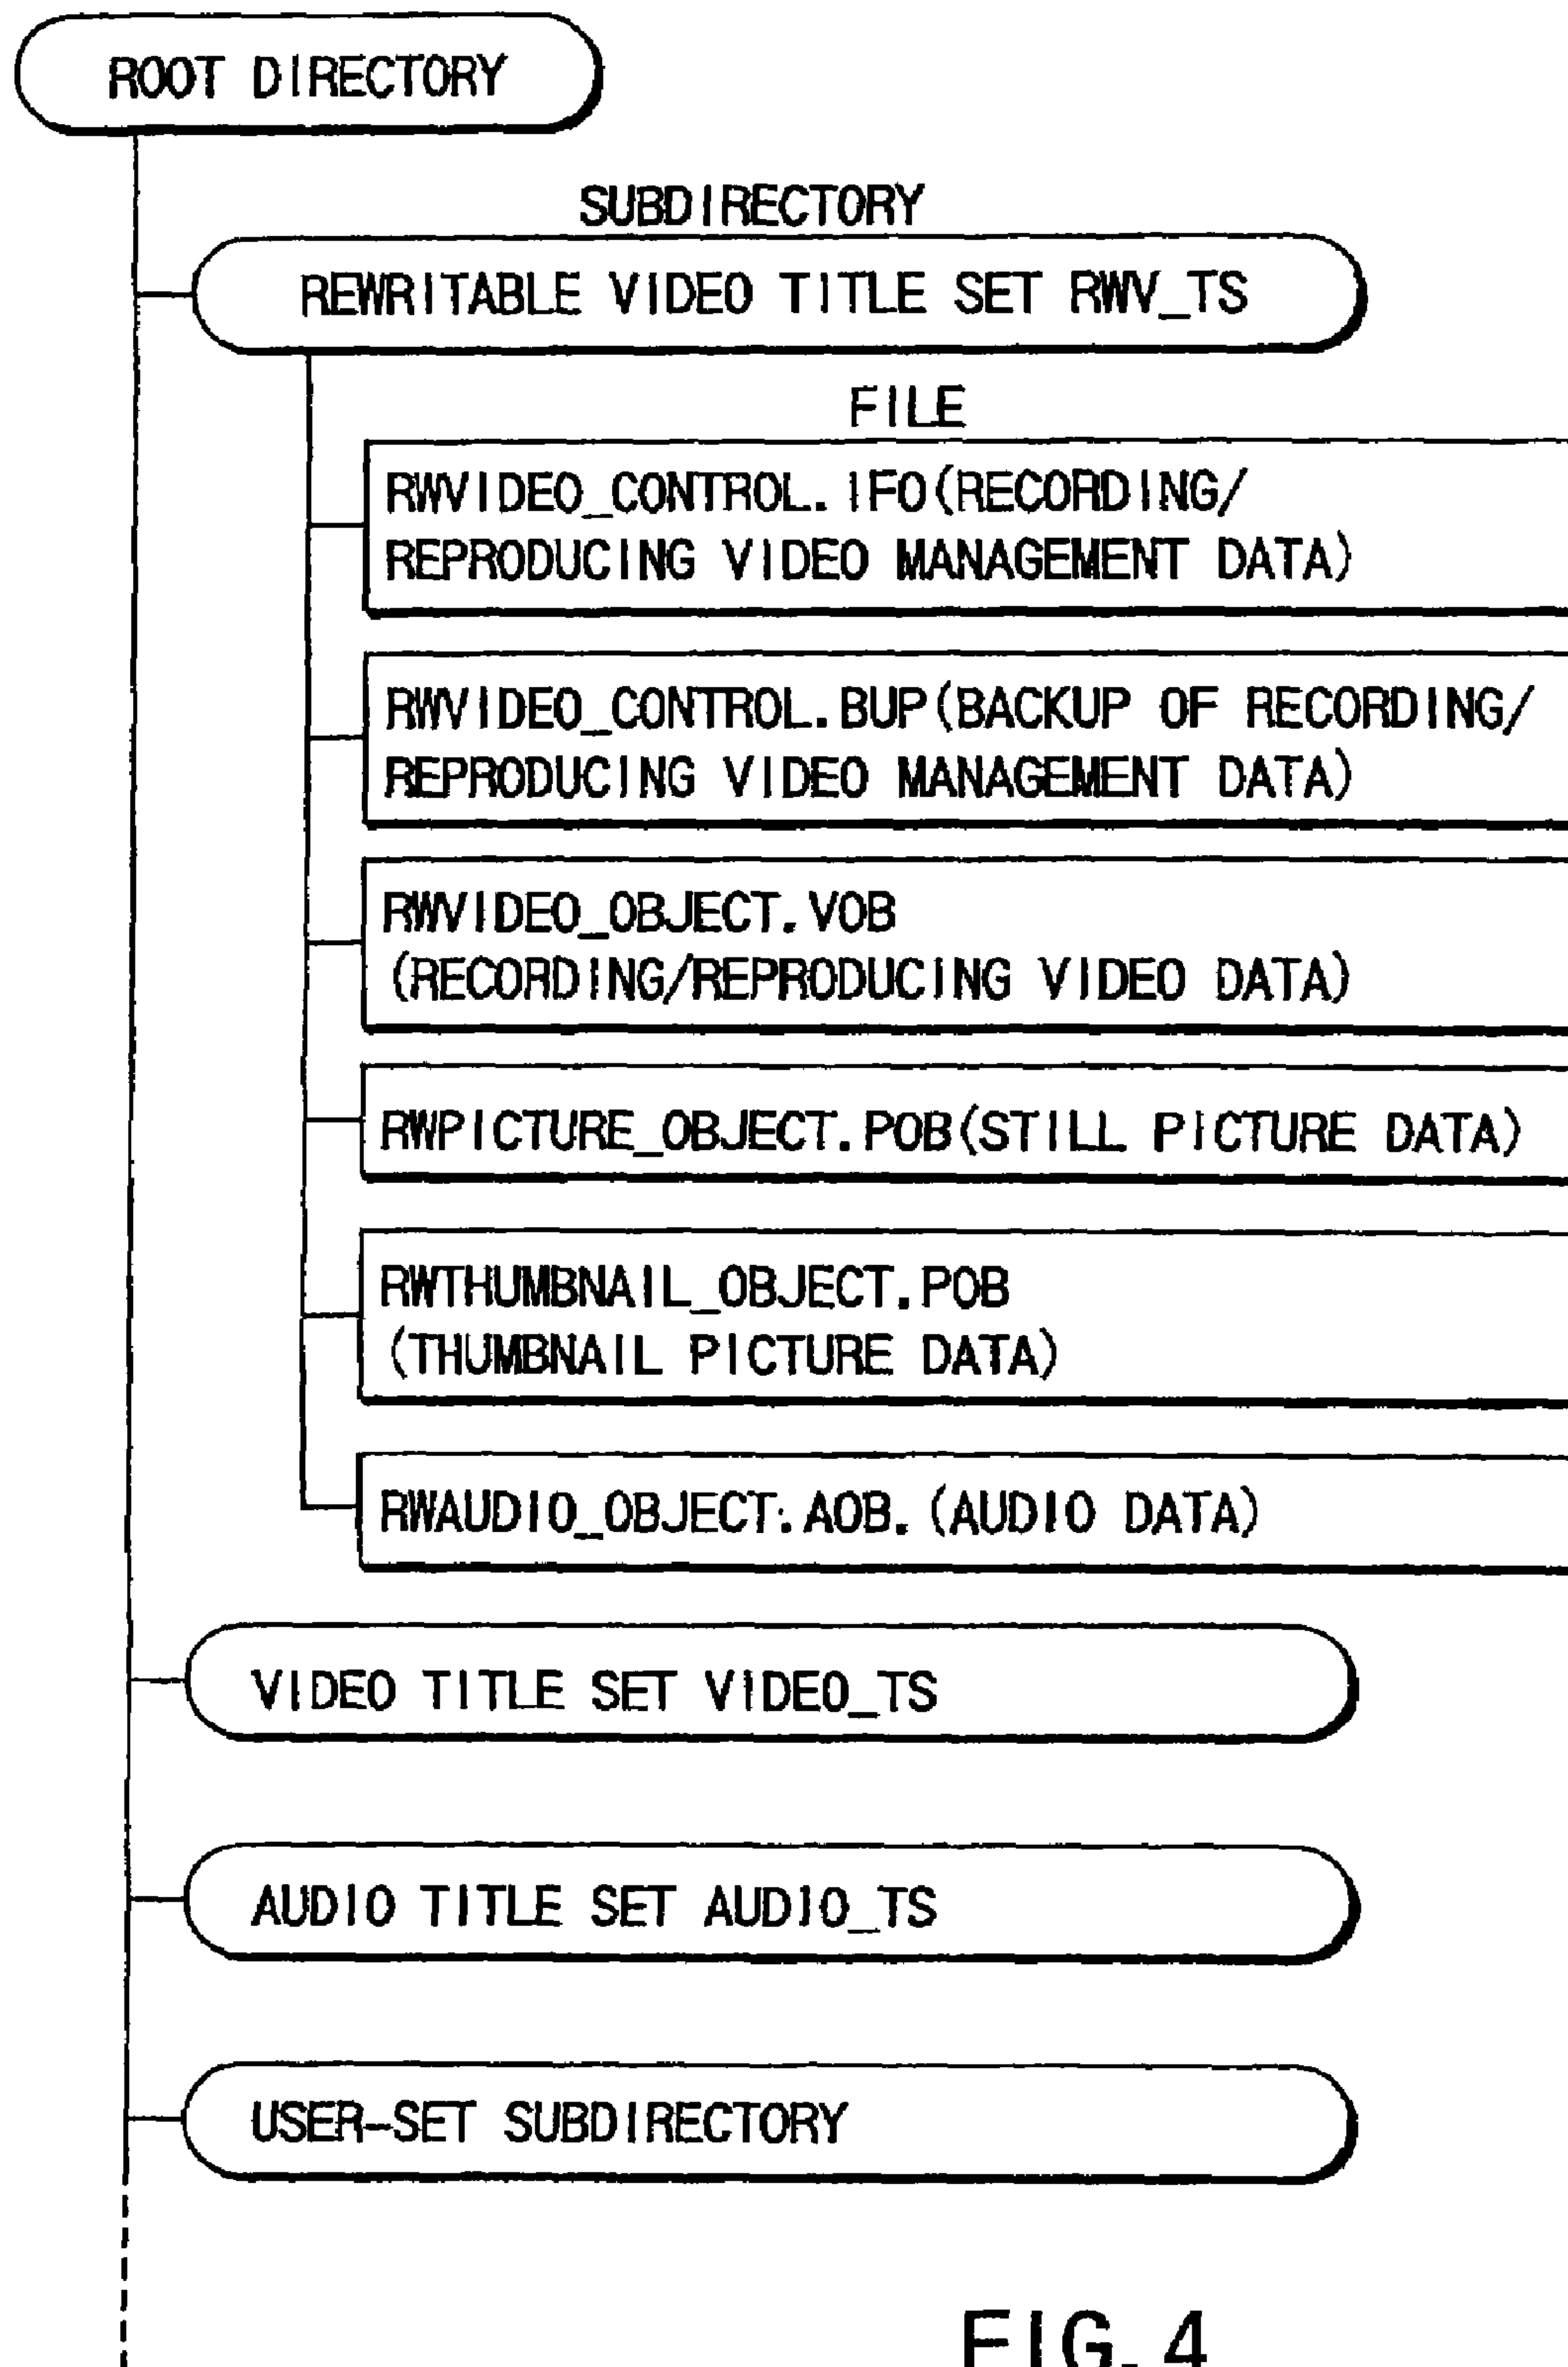 ROOT DIRECTORY
SUBDIRECTORY
REWRITABLE VIDEO TITLE SET RWV_TS
FILE
RWVIDEO_CONTROL.IFO(RECORDING/
REPRODUCING VIDEO MANAGEMENT DATA)
RWVIDEO_CONTROL.BUP(BACKUP OF RECORDING/
REPRODUCING VIDEO MANAGEMENT DATA)
RWVIDEO_OBJECT.VOB
(RECORDING/REPRODUCING VIDEO DATA)
RWPICTURE_OBJECT.POB(STILL PICTURE DATA)
RWTHUMBNAIL_OBJECT.POB
(THUMBNAIL PICTURE DATA)
RWAUDIO_OBJECT.AOB.(AUDIO DATA)
VIDEO TITLE SET VIDEO_TS
AUDIO TITLE SET AUDIO_TS
USER-SET SUBDIRECTORY
FIG. 4